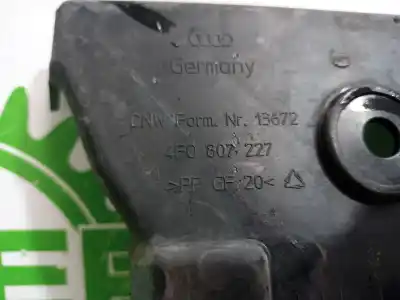 Germany
CNW Form. Nr. 13672
4F0 807 227
>PP GF 20<